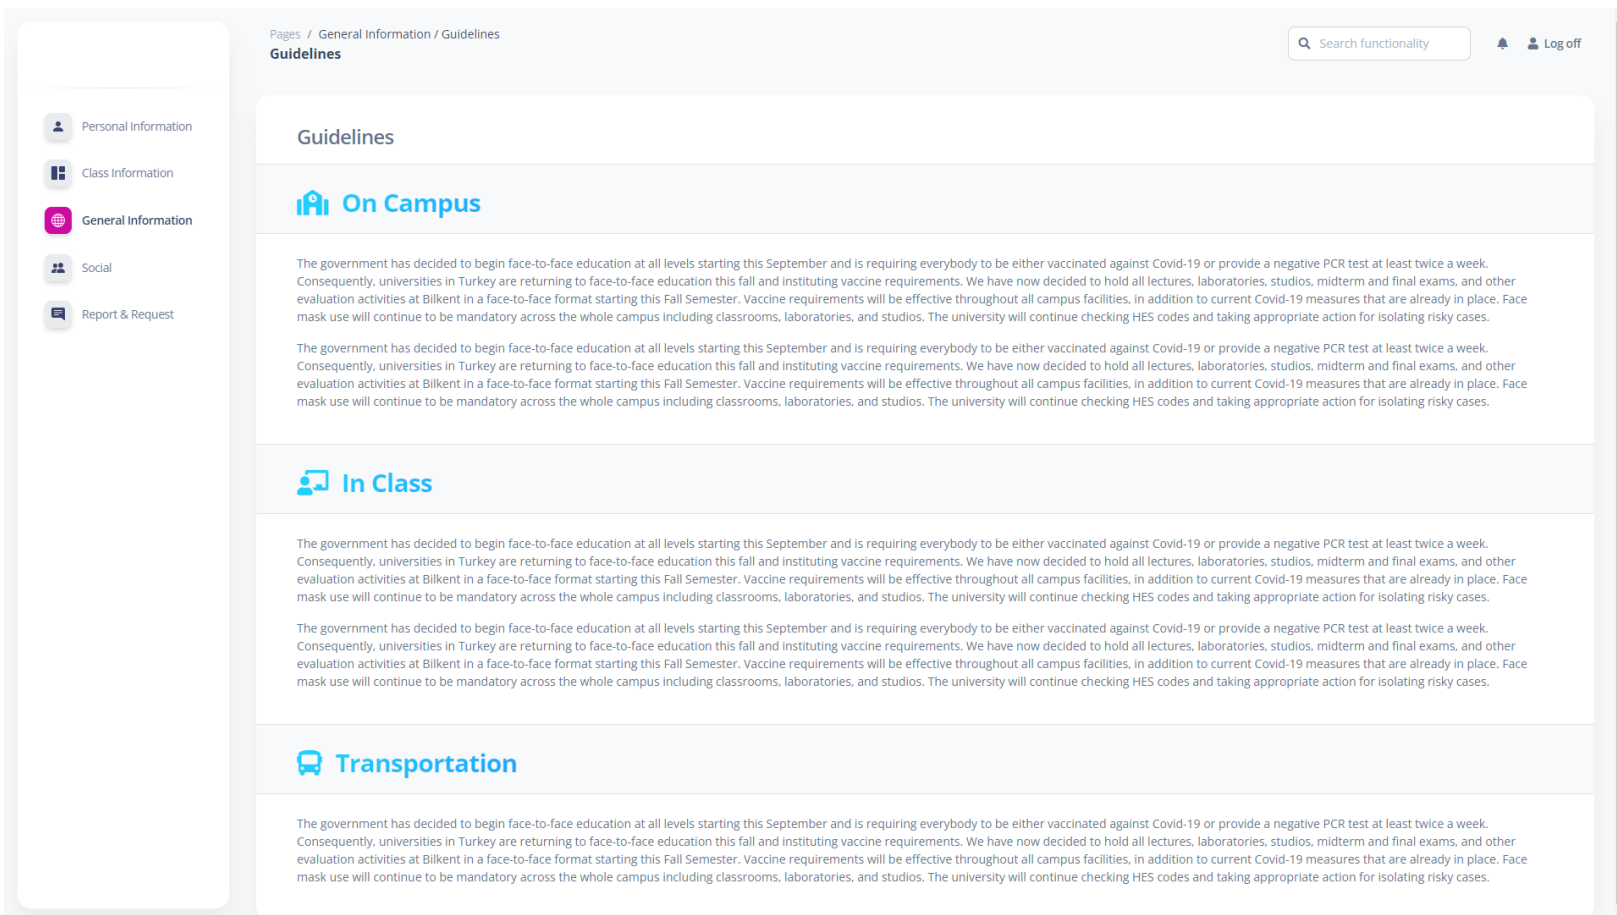 Pages / General Information / Guidelines
Guidelines
Search functionality
Log off
Personal Information
Class Information
General Information
Social
Report & Request
Guidelines
On Campus
The government has decided to begin face-to-face education at all levels starting this September and is requiring everybody to be either vaccinated against Covid-19 or provide a negative PCR test at least twice a week.
Consequently, universities in Turkey are returning to face-to-face education this fall and instituting vaccine requirements. We have now decided to hold all lectures, laboratories, studios, midterm and final exams, and other
evaluation activities at Bilkent in a face-to-face format starting this Fall Semester. Vaccine requirements will be effective throughout all campus facilities, in addition to current Covid-19 measures that are already in place. Face
mask use will continue to be mandatory across the whole campus including classrooms, laboratories, and studios. The university will continue checking HES codes and taking appropriate action for isolating risky cases.
The government has decided to begin face-to-face education at all levels starting this September and is requiring everybody to be either vaccinated against Covid-19 or provide a negative PCR test at least twice a week.
Consequently, universities in Turkey are returning to face-to-face education this fall and instituting vaccine requirements. We have now decided to hold all lectures, laboratories, studios, midterm and final exams, and other
evaluation activities at Bilkent in a face-to-face format starting this Fall Semester. Vaccine requirements will be effective throughout all campus facilities, in addition to current Covid-19 measures that are already in place. Face
mask use will continue to be mandatory across the whole campus including classrooms, laboratories, and studios. The university will continue checking HES codes and taking appropriate action for isolating risky cases.
In Class
The government has decided to begin face-to-face education at all levels starting this September and is requiring everybody to be either vaccinated against Covid-19 or provide a negative PCR test at least twice a week.
Consequently, universities in Turkey are returning to face-to-face education this fall and instituting vaccine requirements. We have now decided to hold all lectures, laboratories, studios, midterm and final exams, and other
evaluation activities at Bilkent in a face-to-face format starting this Fall Semester. Vaccine requirements will be effective throughout all campus facilities, in addition to current Covid-19 measures that are already in place. Face
mask use will continue to be mandatory across the whole campus including classrooms, laboratories, and studios. The university will continue checking HES codes and taking appropriate action for isolating risky cases.
The government has decided to begin face-to-face education at all levels starting this September and is requiring everybody to be either vaccinated against Covid-19 or provide a negative PCR test at least twice a week.
Consequently, universities in Turkey are returning to face-to-face education this fall and instituting vaccine requirements. We have now decided to hold all lectures, laboratories, studios, midterm and final exams, and other
evaluation activities at Bilkent in a face-to-face format starting this Fall Semester. Vaccine requirements will be effective throughout all campus facilities, in addition to current Covid-19 measures that are already in place. Face
mask use will continue to be mandatory across the whole campus including classrooms, laboratories, and studios. The university will continue checking HES codes and taking appropriate action for isolating risky cases.
Transportation
The government has decided to begin face-to-face education at all levels starting this September and is requiring everybody to be either vaccinated against Covid-19 or provide a negative PCR test at least twice a week.
Consequently, universities in Turkey are returning to face-to-face education this fall and instituting vaccine requirements. We have now decided to hold all lectures, laboratories, studios, midterm and final exams, and other
evaluation activities at Bilkent in a face-to-face format starting this Fall Semester. Vaccine requirements will be effective throughout all campus facilities, in addition to current Covid-19 measures that are already in place. Face
mask use will continue to be mandatory across the whole campus including classrooms, laboratories, and studios. The university will continue checking HES codes and taking appropriate action for isolating risky cases.